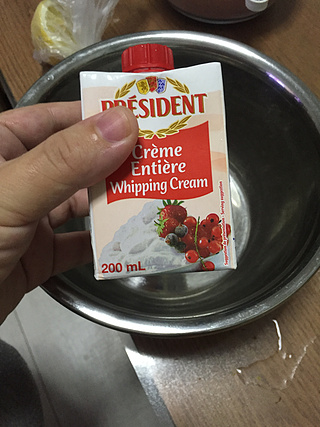 PRÉSIDENT
Crème
Entière
Whipping Cream
200 mL